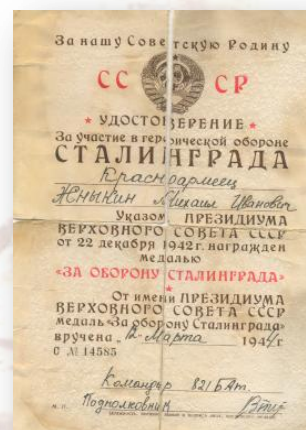 За нашу Советскую Родину
СС СР
УДОСТОВЕРЕНИЕ
За участие в героической обороне
СТАЛИНГРАДА
Красноармеец
Михаил Иванович
Указом ПРЕЗИДИУМА
ВЕРХОВНОГО СОВЕТА СССР
от 22 декабря 1942 г. награжден
медалью
«ЗА ОБОРОНУ СТАЛИНГРАДА»
От имени ПРЕЗИДИУМА
ВЕРХОВНОГО СОВЕТА СССР
медаль «За оборону Сталинграда»
вручена „12 Марта 1944г.
С № 14585
Командир 821 БАт.
М. П. Подполковник